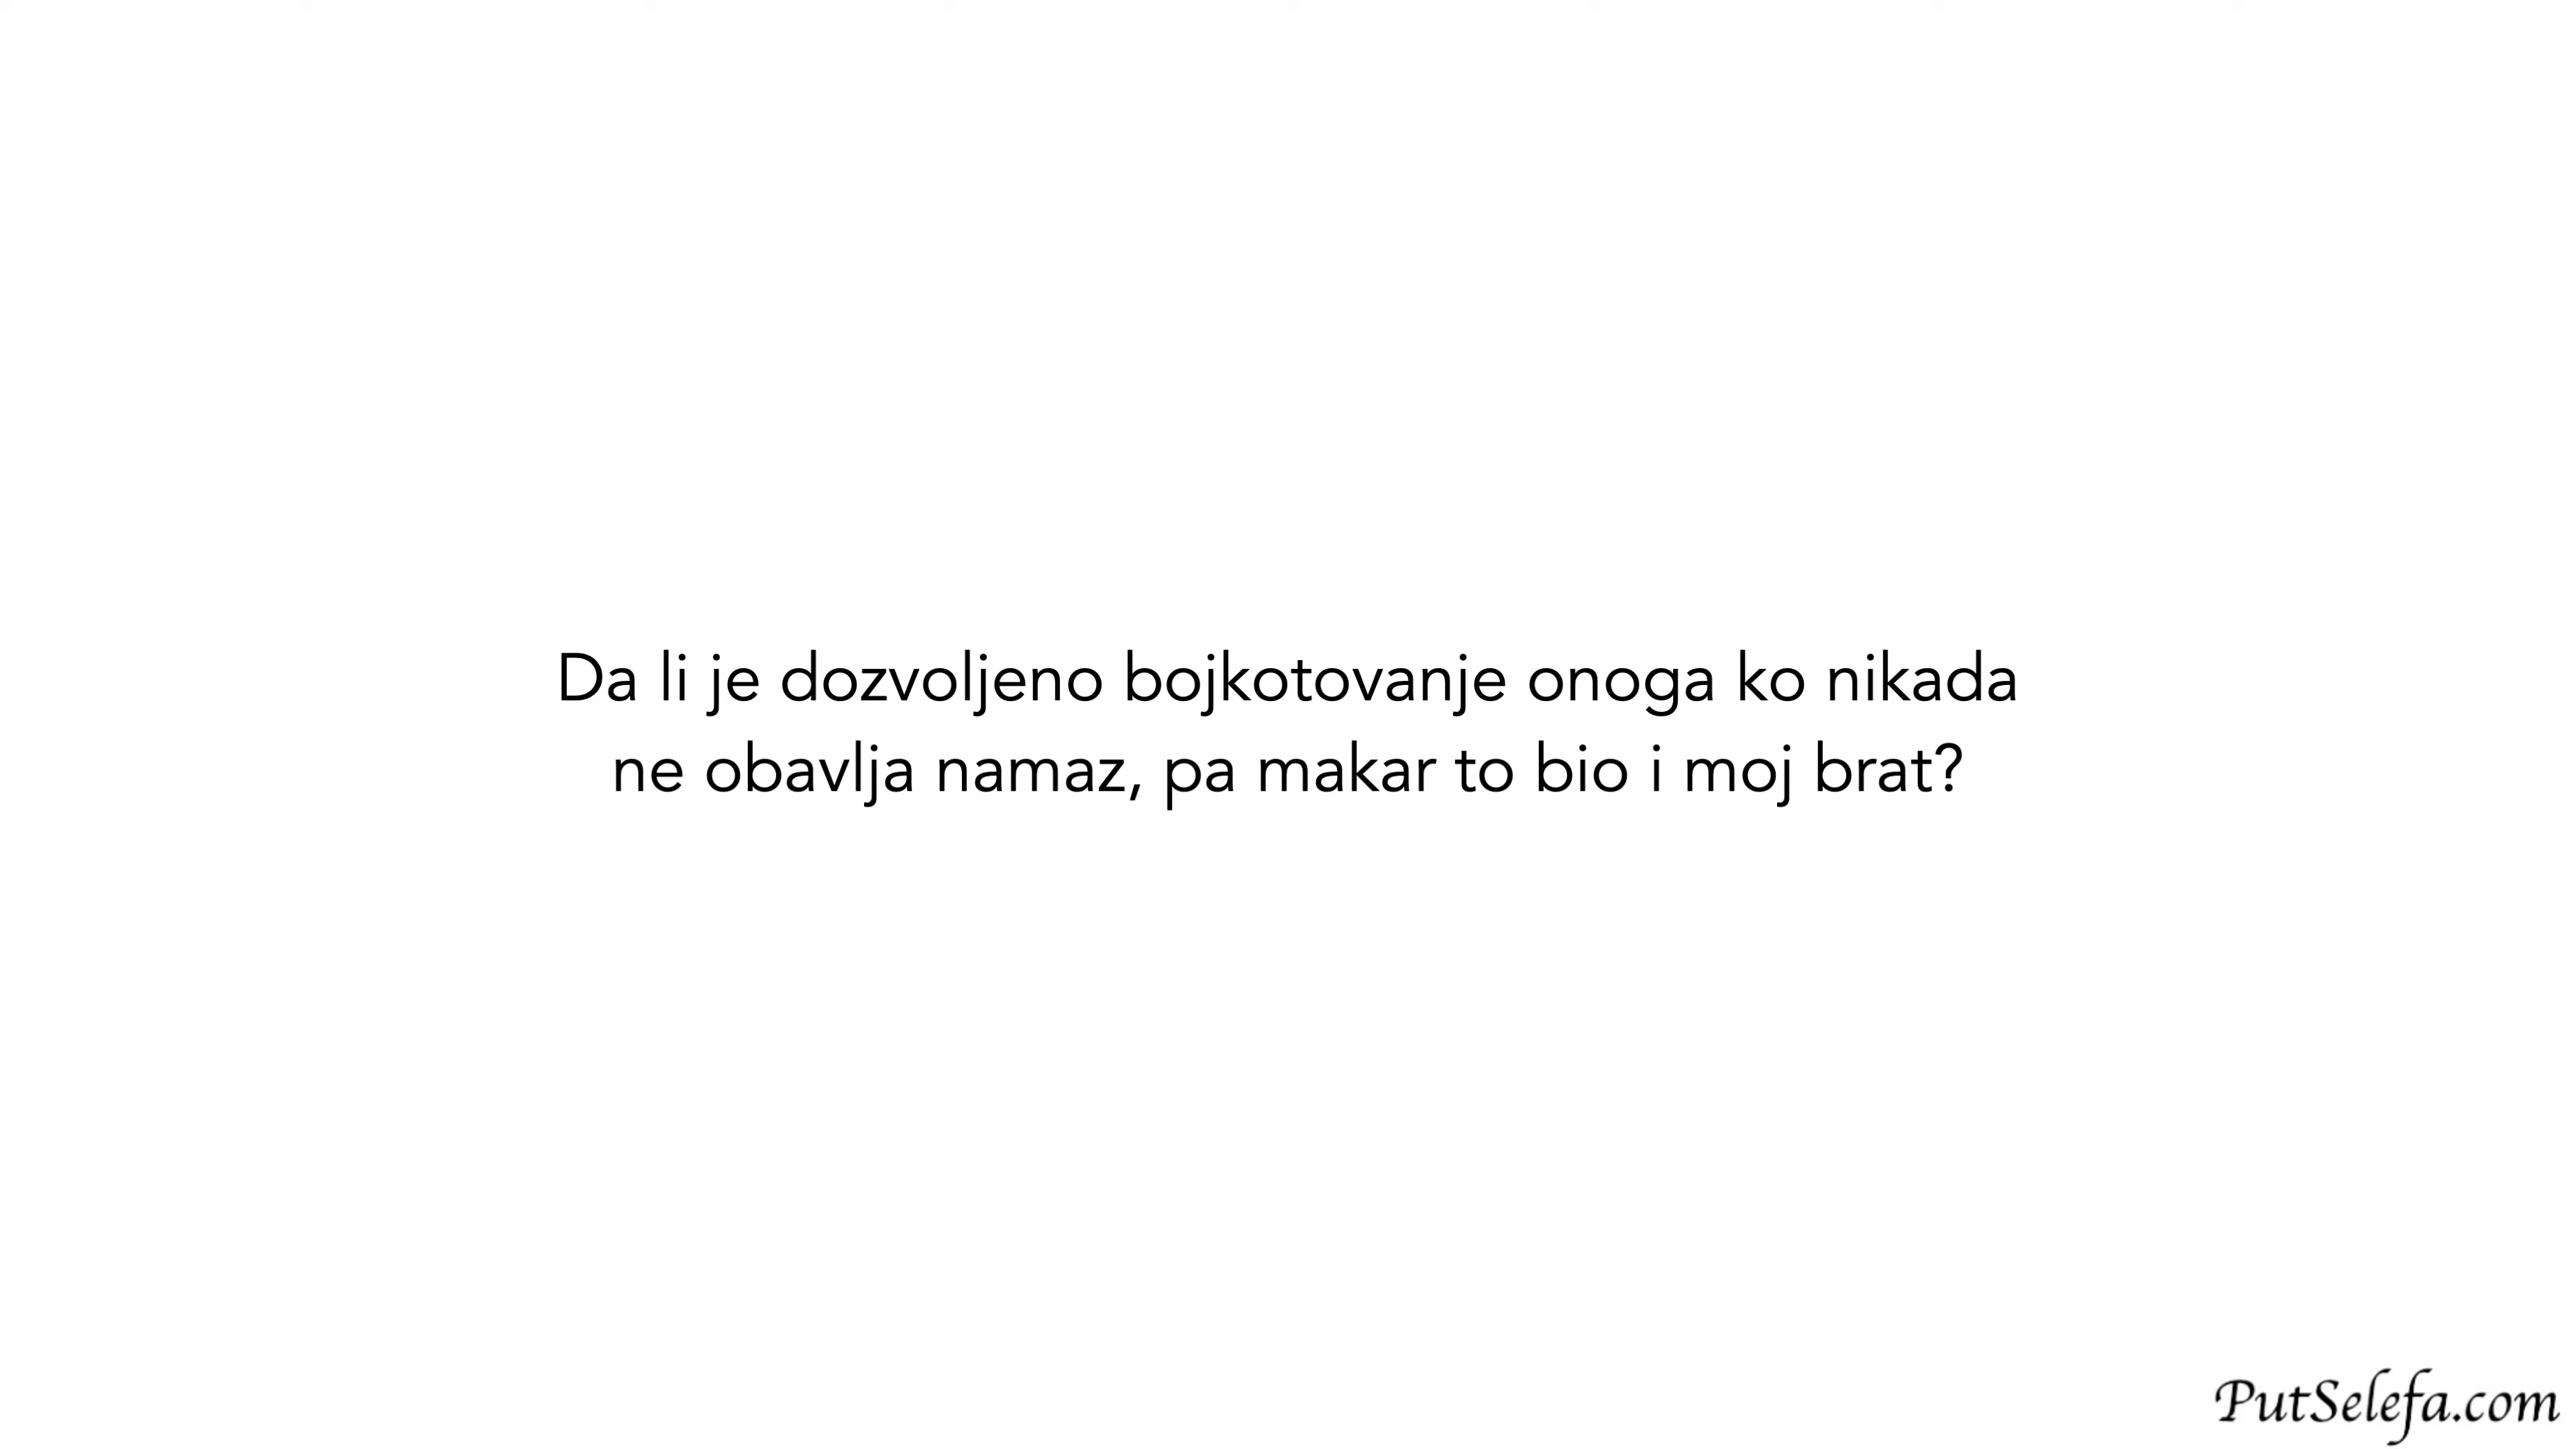 Da li je dozvoljeno bojkotovanje onoga ko nikada
ne obavlja namaz, pa makar to bio i moj brat?
PutSelefa.com